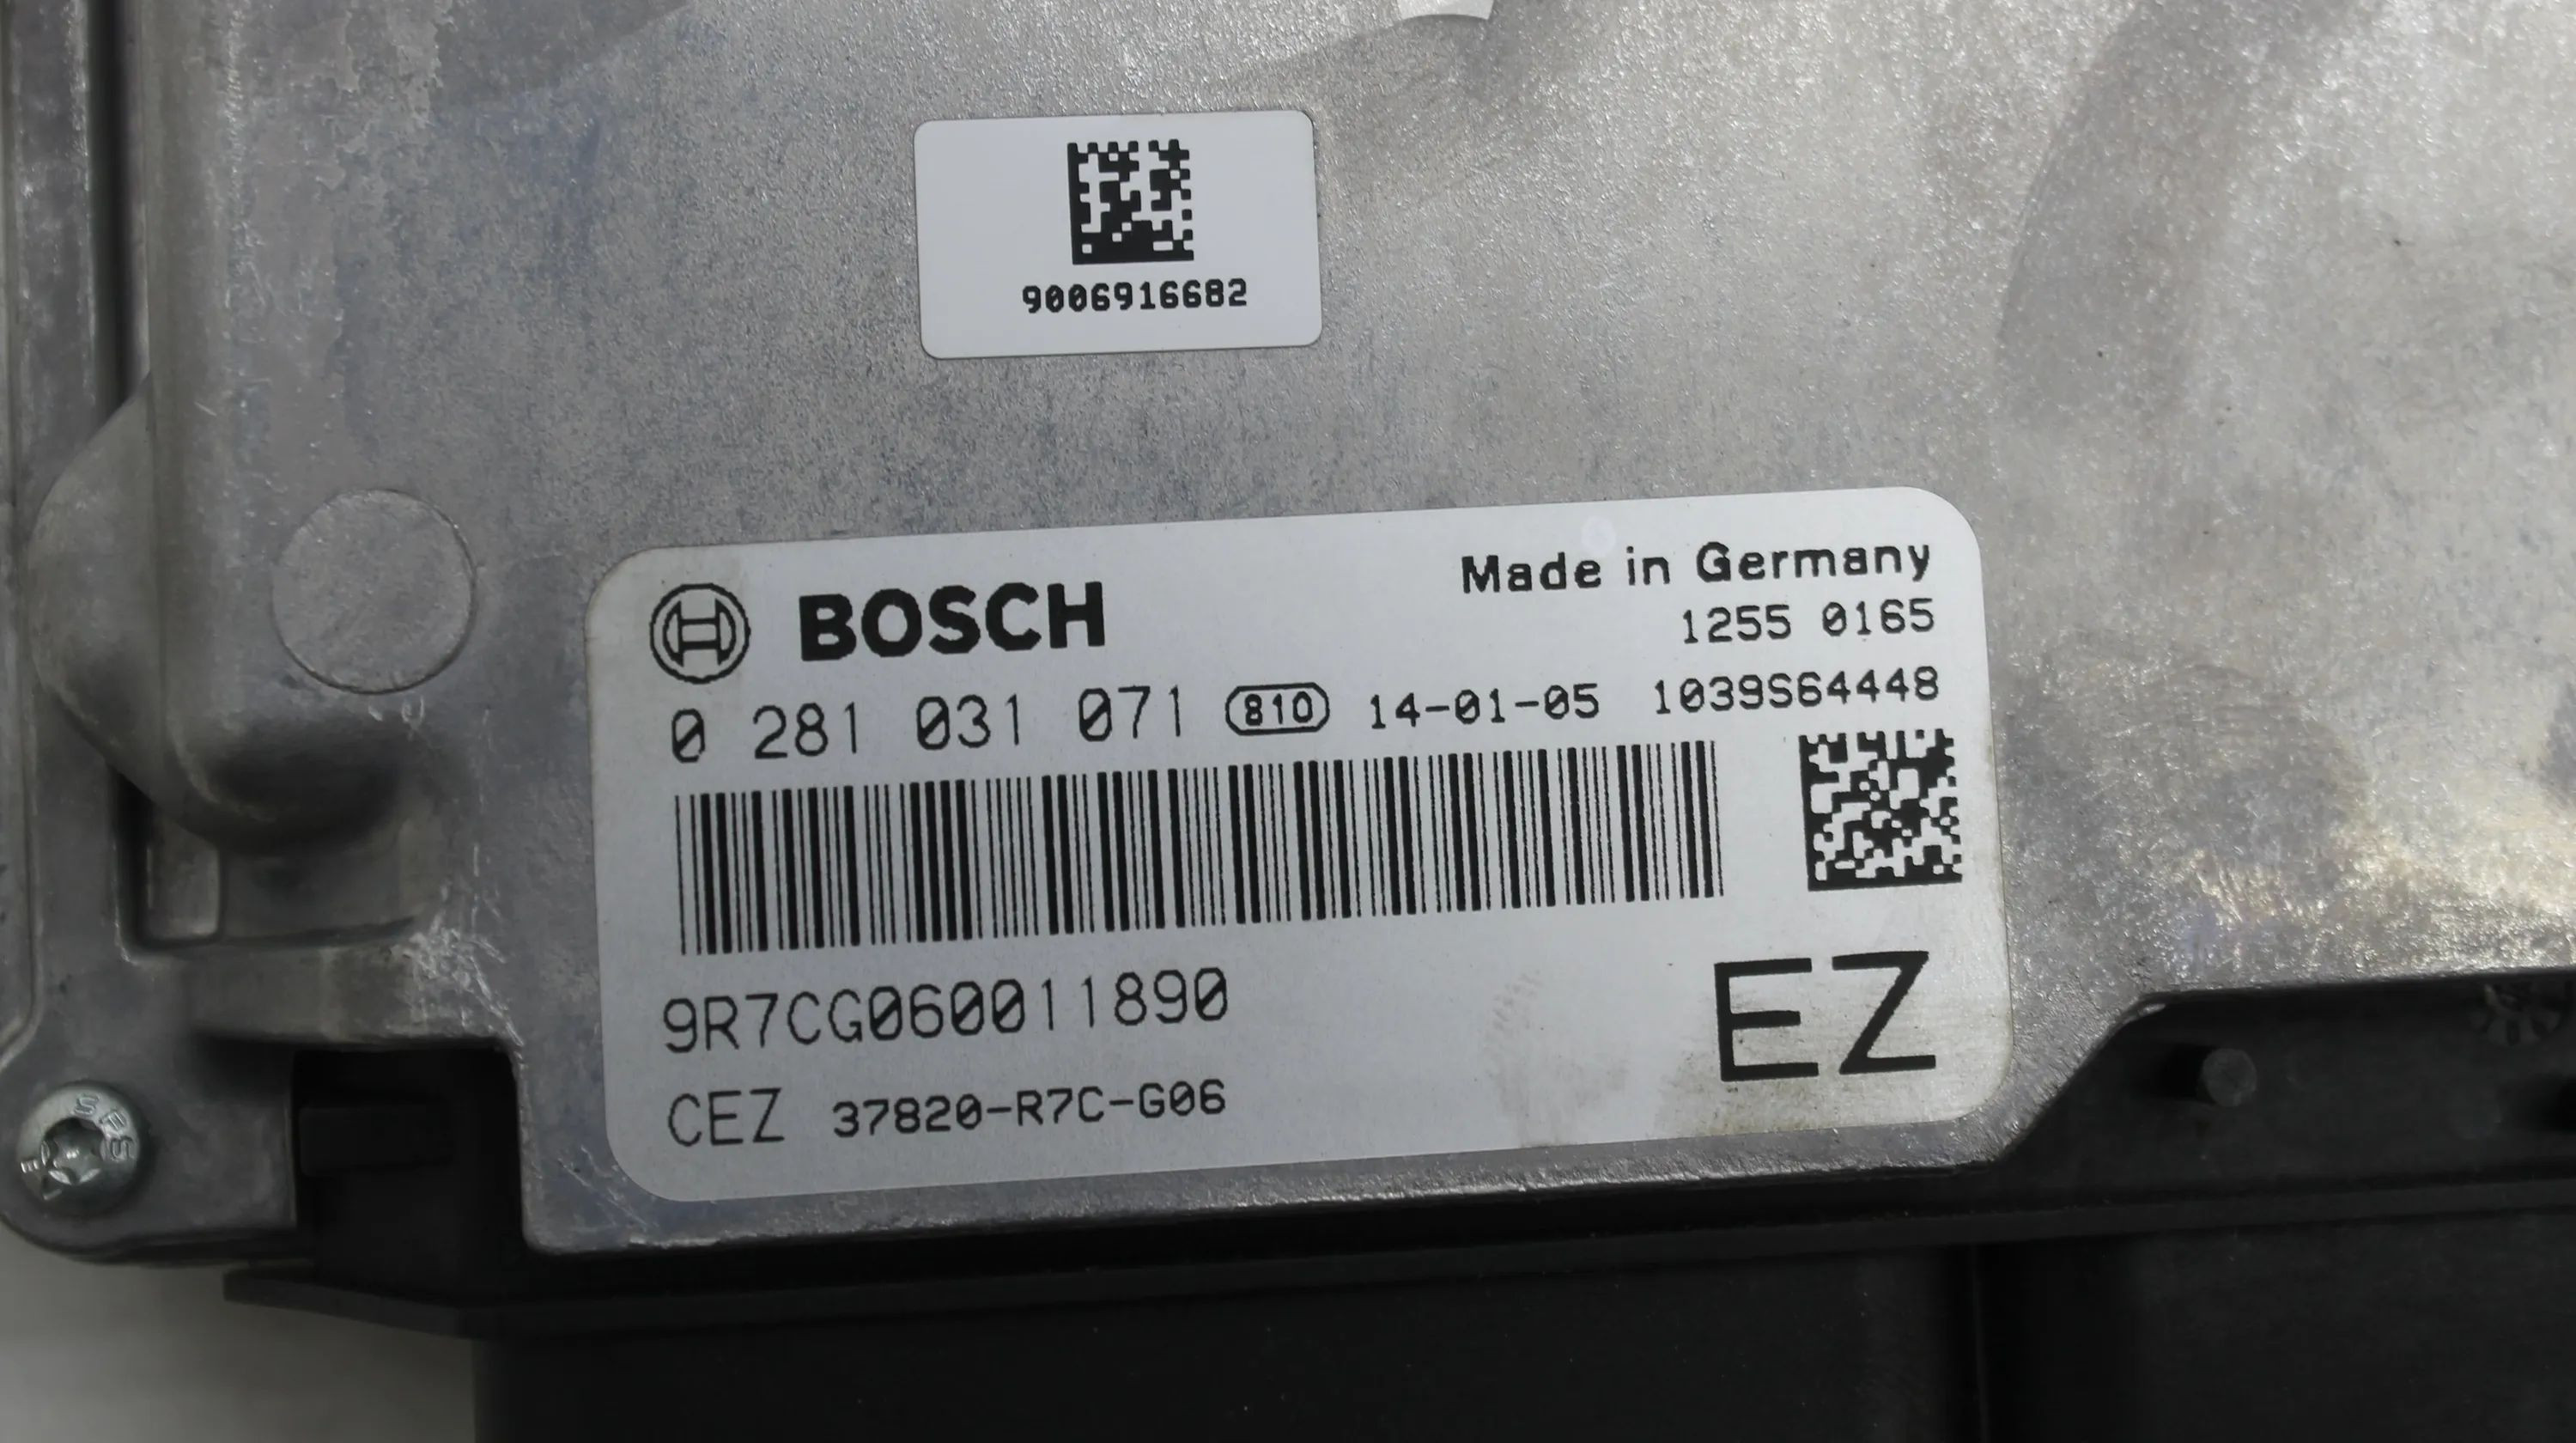 9006916682
BOSCH
Made in Germany
1255 0165
0 281 031 071 810 14-01-05 1039S64448
9R7CG060011890
EZ
CEZ 37820-R7C-G06